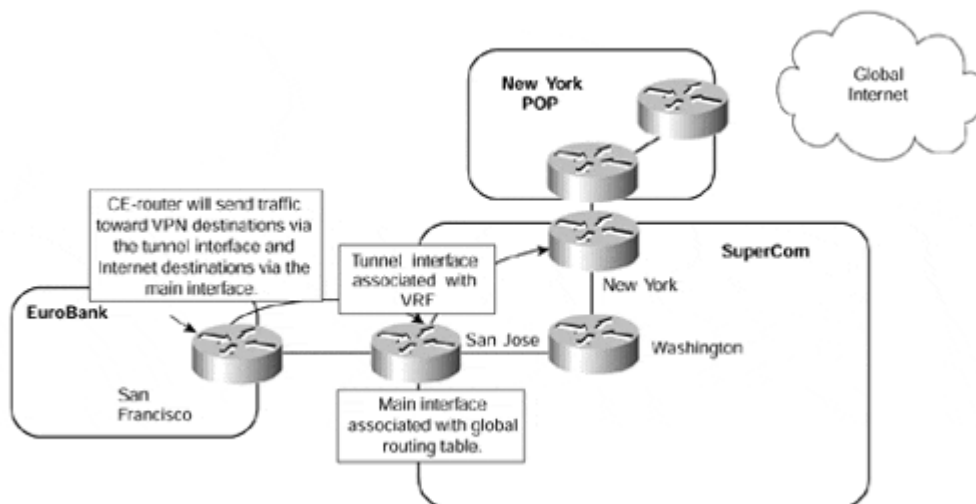 New York
POP
Global
Internet
CE-router will send traffic
toward VPN destinations via
the tunnel interface and
Internet destinations via the
main interface.
Tunnel interface
associated with
VRF
SuperCom
New York
EuroBank
San Jose
Washington
San
Francisco
Main interface
associated with global
routing table.